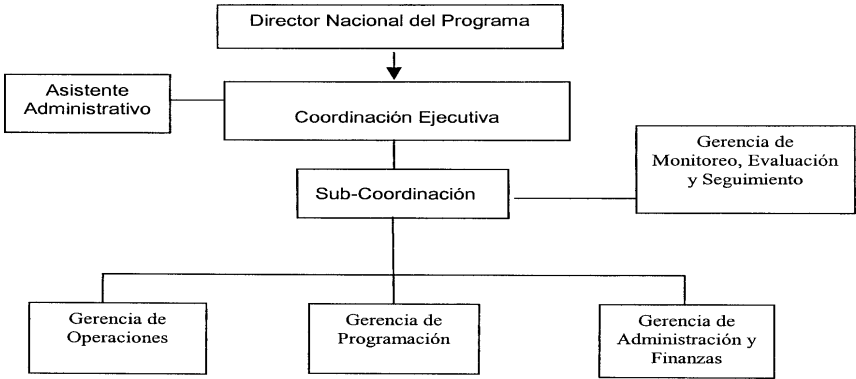 Director Nacional del Programa
Asistente
Administrativo
Coordinación Ejecutiva
Gerencia de
Monitoreo, Evaluación
y Seguimiento
Sub-Coordinación
Gerencia de
Operaciones
Gerencia de
Programación
Gerencia de
Administración y
Finanzas